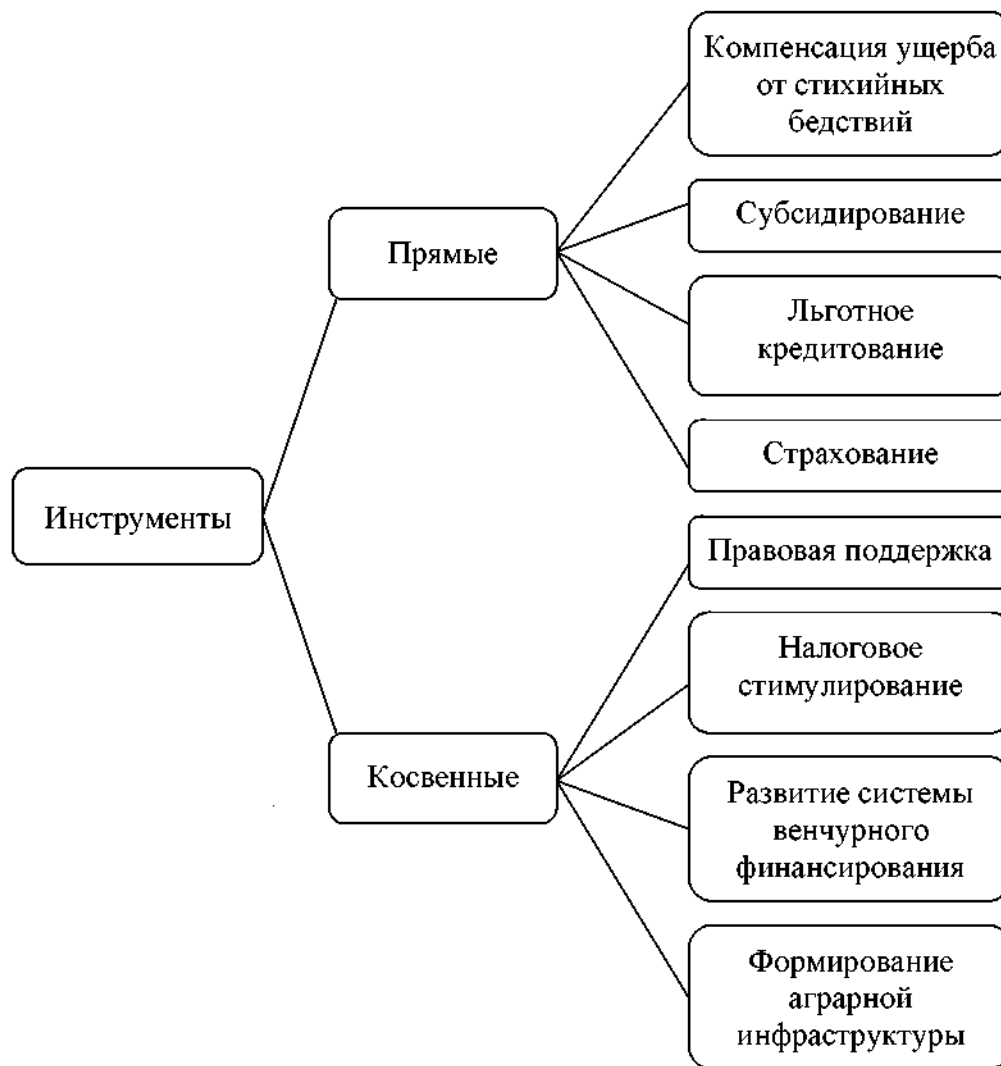 Компенсация ущерба
от стихийных
бедствий
Субсидирование
Прямые
Льготное
кредитование
Страхование
Инструменты
Правовая поддержка
Налоговое
стимулирование
Косвенные
Развитие системы
венчурного
финансирования
Формирование
аграрной
инфраструктуры